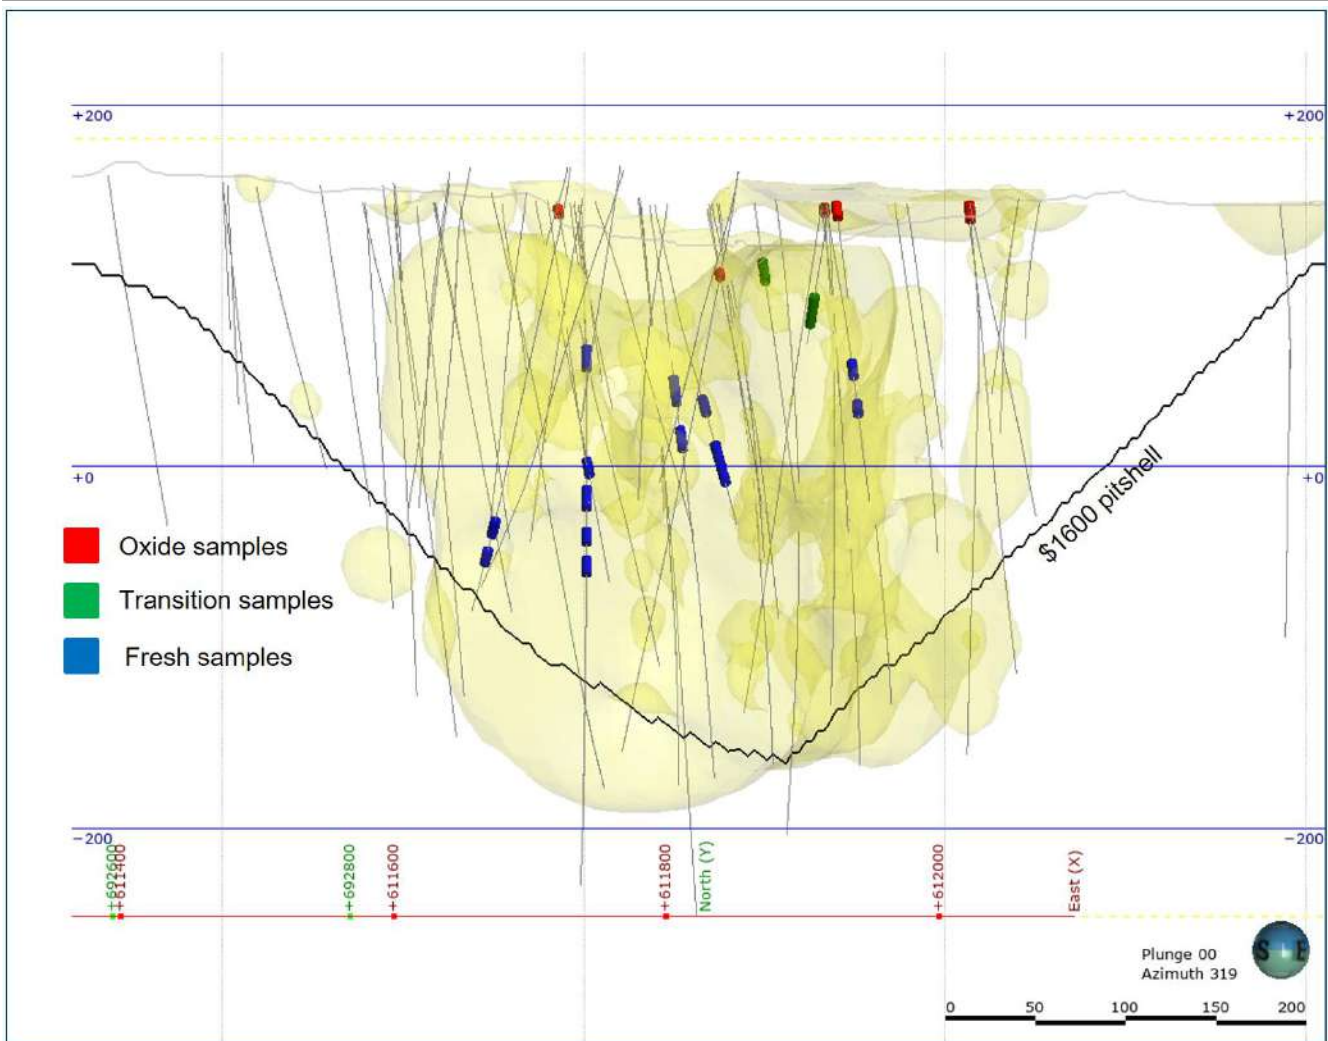 +200
+200
+0
+0
Oxide samples
Transition samples
Fresh samples
$1600 pitshell
−200
−200
+692600
+611400
+692800
+611600
+611800
North (Y)
+612000
East (X)
Plunge 00
Azimuth 319
S E
0 50 100 150 200